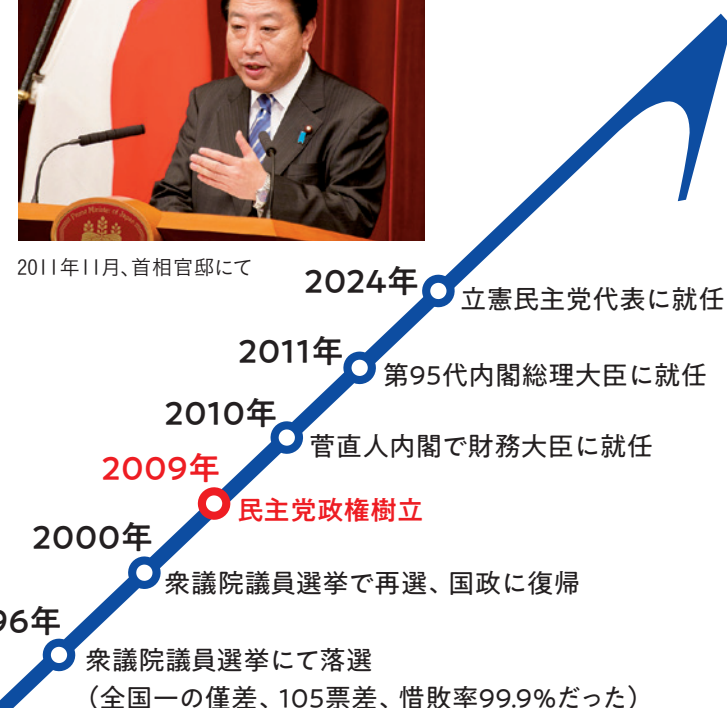 2011年11月、首相官邸にて
2024年
立憲民主党代表に就任
2011年
第95代内閣総理大臣に就任
2010年
菅直人内閣で財務大臣に就任
2009年
民主党政権樹立
2000年
衆議院議員選挙で再選、国政に復帰
96年
衆議院議員選挙にて落選
（全国一の僅差、105票差、惜敗率99.9%だった）